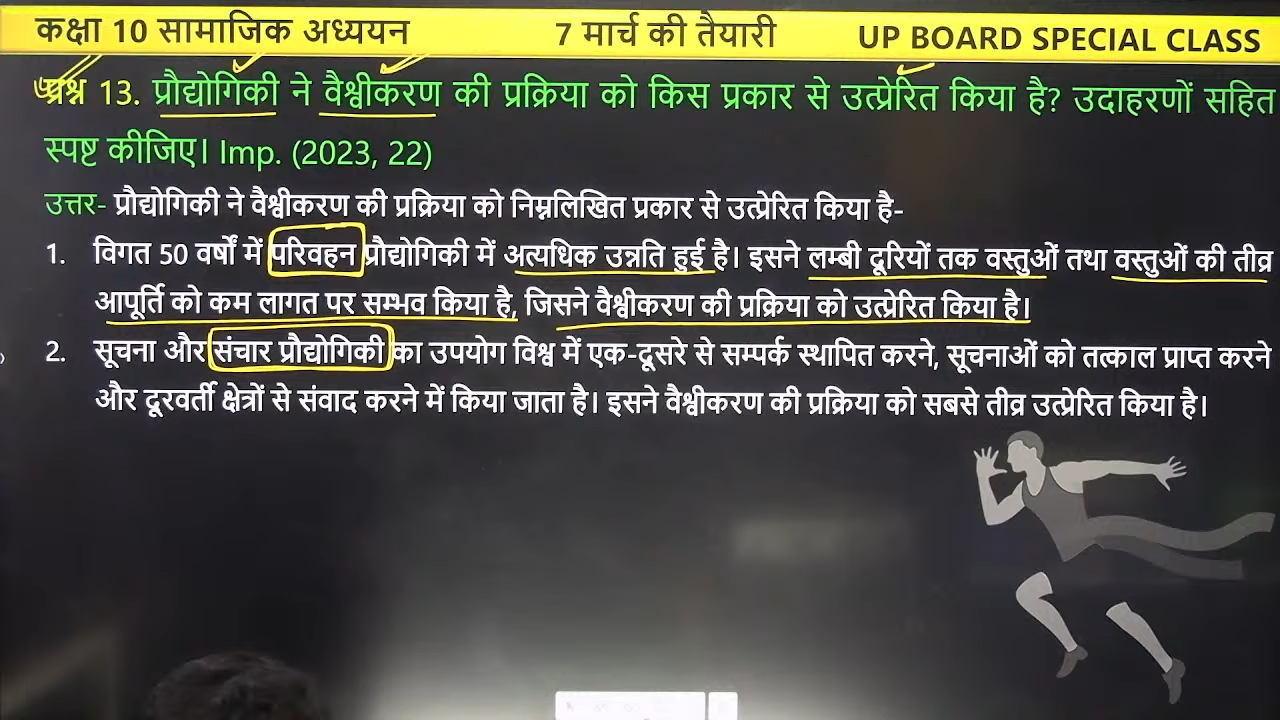 कक्षा 10 सामाजिक अध्ययन 7 मार्च की तैयारी UP BOARD SPECIAL CLASS
प्रश्न 13. प्रौद्योगिकी ने वैश्वीकरण की प्रक्रिया को किस प्रकार से उत्प्रेरित किया है? उदाहरणों सहित
स्पष्ट कीजिए। Imp. (2023, 22)
उत्तर- प्रौद्योगिकी ने वैश्वीकरण की प्रक्रिया को निम्नलिखित प्रकार से उत्प्रेरित किया है-
1. विगत 50 वर्षों में परिवहन प्रौद्योगिकी में अत्यधिक उन्नति हुई है। इसने लम्बी दूरियों तक वस्तुओं तथा वस्तुओं की तीव्र
आपूर्ति को कम लागत पर सम्भव किया है, जिसने वैश्वीकरण की प्रक्रिया को उत्प्रेरित किया है।
2. सूचना और संचार प्रौद्योगिकी का उपयोग विश्व में एक-दूसरे से सम्पर्क स्थापित करने, सूचनाओं को तत्काल प्राप्त करने
और दूरवर्ती क्षेत्रों से संवाद करने में किया जाता है। इसने वैश्वीकरण की प्रक्रिया को सबसे तीव्र उत्प्रेरित किया है।